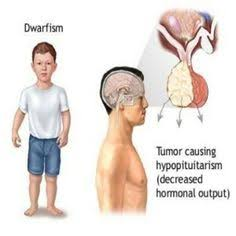 Dwarfism
Tumor causing
hypopituitarism
(decreased
hormonal output)